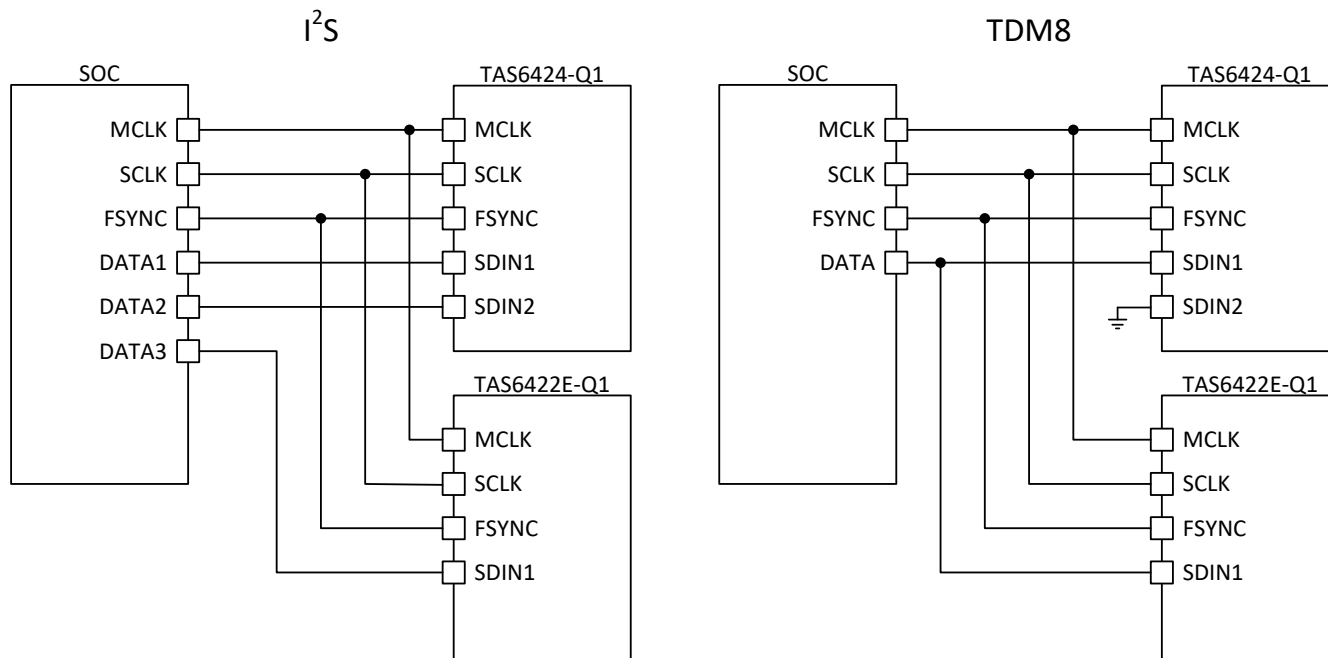 I²S
SOC
MCLK
SCLK
FSYNC
DATA1
DATA2
DATA3
TAS6424-Q1
MCLK
SCLK
FSYNC
SDIN1
SDIN2
TAS6422E-Q1
MCLK
SCLK
FSYNC
SDIN1
TDM8
SOC
MCLK
SCLK
FSYNC
DATA
TAS6424-Q1
MCLK
SCLK
FSYNC
SDIN1
SDIN2
TAS6422E-Q1
MCLK
SCLK
FSYNC
SDIN1